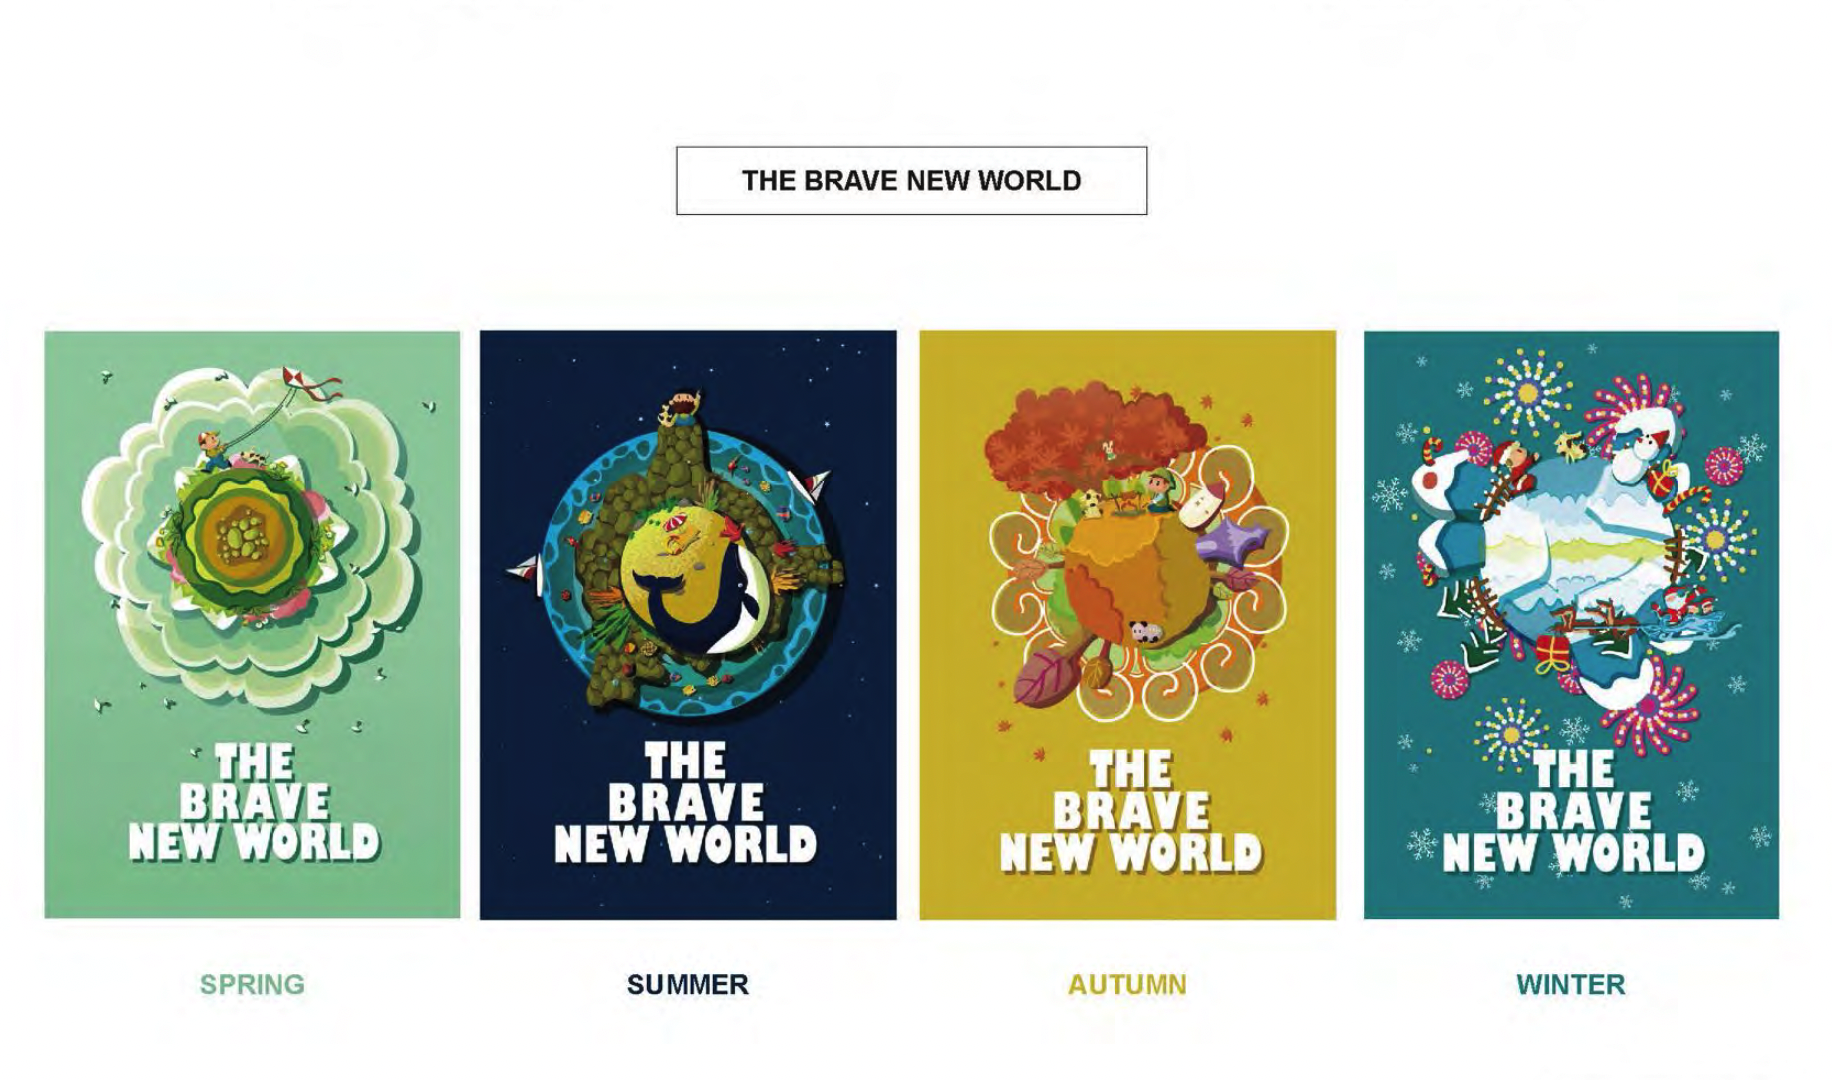 THE BRAVE NEW WORLD
THE
BRAVE
NEW WORLD
THE
BRAVE
NEW WORLD
THE
BRAVE
NEW WORLD
THE
BRAVE
NEW WORLD
SPRING
SUMMER
AUTUMN
WINTER